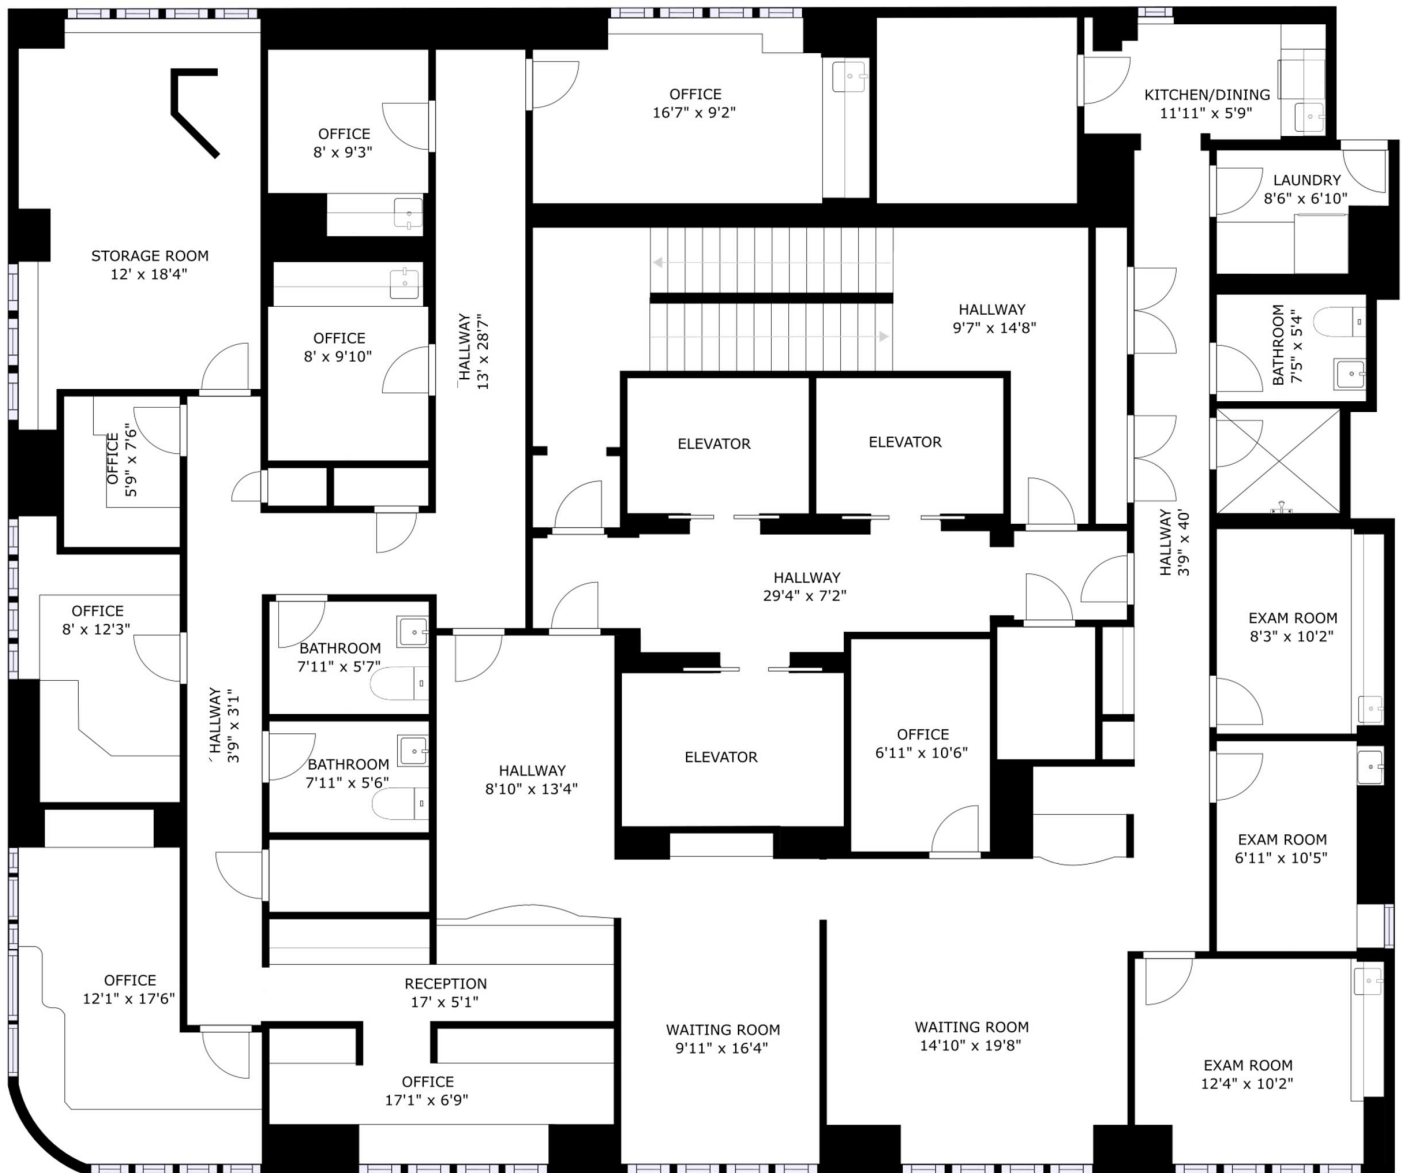 OFFICE
16'7" x 9'2"
KITCHEN/DINING
11'11" x 5'9"
OFFICE
8' x 9'3"
LAUNDRY
8'6" x 6'10"
STORAGE ROOM
12' x 18'4"
HALLWAY
9'7" x 14'8"
OFFICE
8' x 9'10"
HALLWAY
13' x 28'7"
BATHROOM
7'5" x 5'4"
ELEVATOR
ELEVATOR
OFFICE
5'9" x 7'6"
HALLWAY
3'9" x 40'
HALLWAY
29'4" x 7'2"
OFFICE
8' x 12'3"
EXAM ROOM
8'3" x 10'2"
BATHROOM
7'11" x 5'7"
HALLWAY
3'9" x 3'1"
OFFICE
6'11" x 10'6"
ELEVATOR
BATHROOM
7'11" x 5'6"
HALLWAY
8'10" x 13'4"
EXAM ROOM
6'11" x 10'5"
OFFICE
12'1" x 17'6"
RECEPTION
17' x 5'1"
WAITING ROOM
9'11" x 16'4"
WAITING ROOM
14'10" x 19'8"
EXAM ROOM
12'4" x 10'2"
OFFICE
17'1" x 6'9"